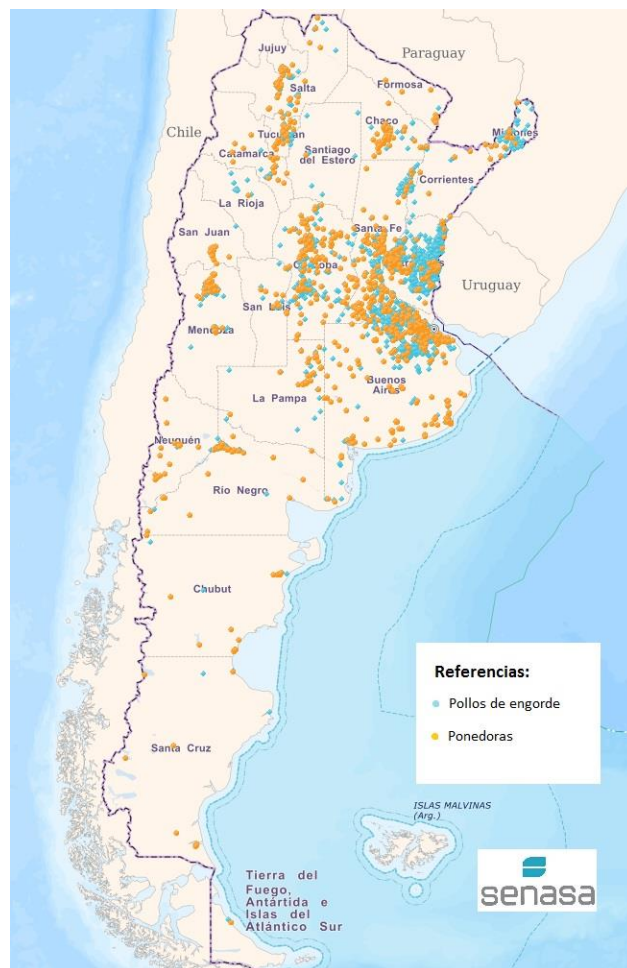 Jujuy
Paraguay
Salta
Formosa
Chile
Chaco
Tucumán
Misiones
Catamarca
Santiago
del Estero
Corrientes
La Rioja
Santa Fe
San Juan
Córdoba
Uruguay
San Luis
Mendoza
Buenos
Aires
La Pampa
Neuquén
Río Negro
Chubut
Referencias:
Pollos de engorde
Ponedoras
Santa Cruz
ISLAS MALVINAS
(Arg.)
Tierra del
Fuego,
Antártida e
Islas del
Atlántico Sur
senasa